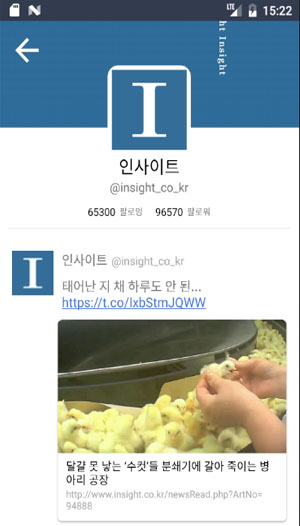 LTE 15:22
ht Insight
I
인사이트
@insight_co_kr
65300 팔로잉 96570 팔로워
I
인사이트 @insight_co_kr
태어난 지 채 하루도 안 된...
https://t.co/IxbStmJQWW
달걀 못 낳는 '수컷'들 분쇄기에 갈아 죽이는 병
아리 공장
http://www.insight.co.kr/newsRead.php?ArtNo=
94888